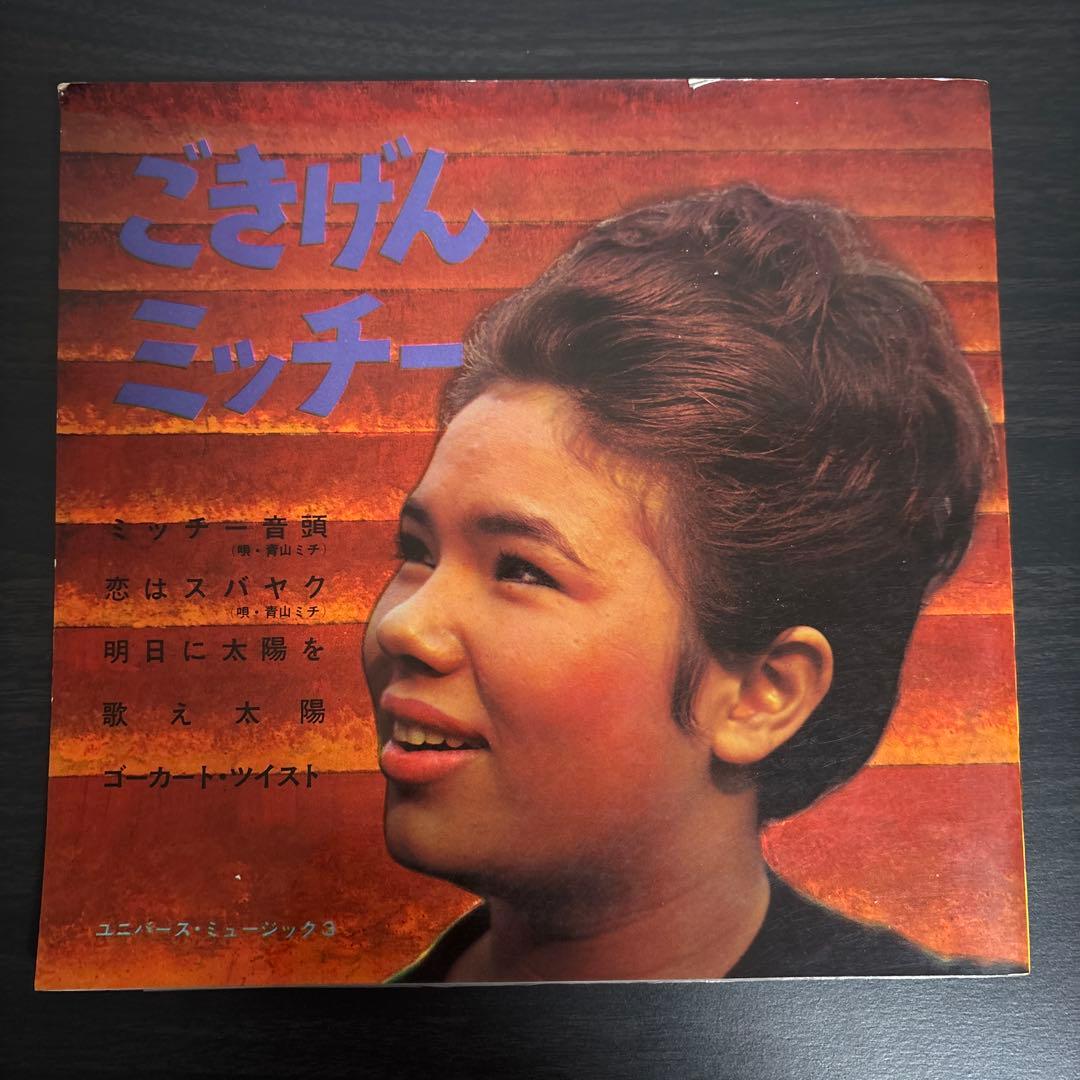 ごきげん
ミッチー
ミッチー音頭
(唄・青山ミチ)
恋はスバヤク
(唄・青山ミチ)
明日に太陽を
歌え太陽
ゴーカート・ツイスト
ユニバース・ミュージック3